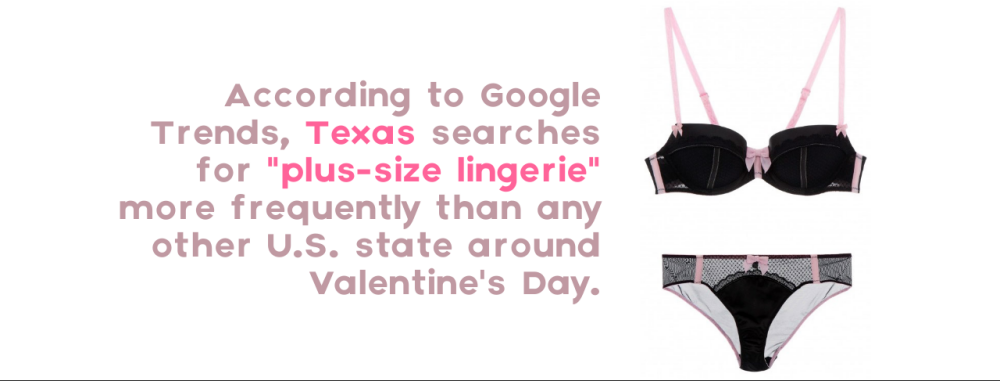 According to Google
Trends, Texas searches
for "plus-size lingerie"
more frequently than any
other U.S. state around
Valentine's Day.